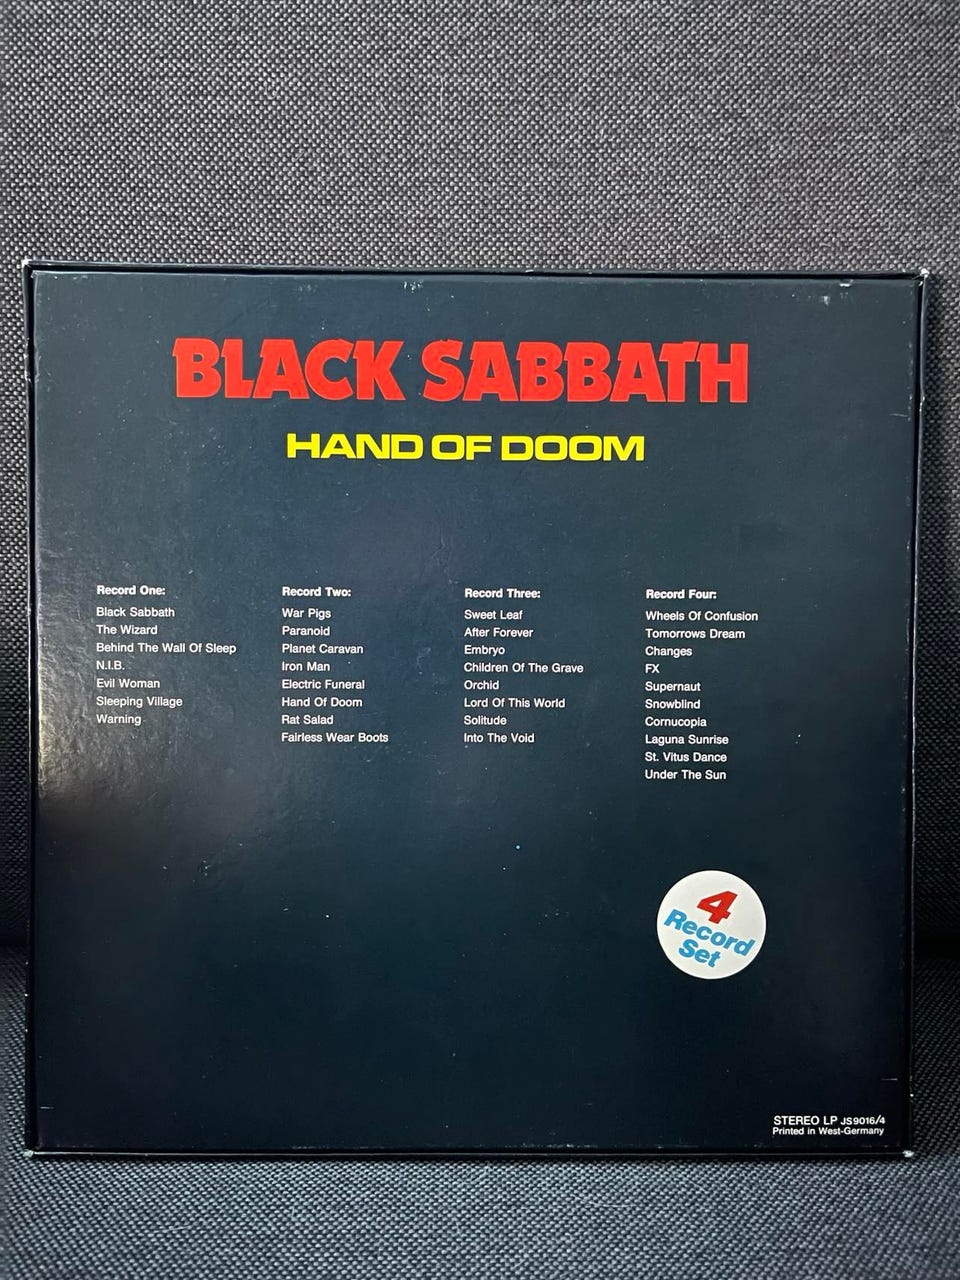 BLACK SABBATH
HAND OF DOOM
Record One:
Black Sabbath
The Wizard
Behind The Wall Of Sleep
N.I.B.
Evil Woman
Sleeping Village
Warning
Record Two:
War Pigs
Paranoid
Planet Caravan
Iron Man
Electric Funeral
Hand Of Doom
Rat Salad
Fairless Wear Boots
Record Three:
Sweet Leaf
After Forever
Embryo
Children Of The Grave
Orchid
Lord Of This World
Solitude
Into The Void
Record Four:
Wheels Of Confusion
Tomorrows Dream
Changes
FX
Supernaut
Snowblind
Cornucopia
Laguna Sunrise
St. Vitus Dance
Under The Sun
4
Record
Set
STEREO LP JS9016/4
Printed in West-Germany